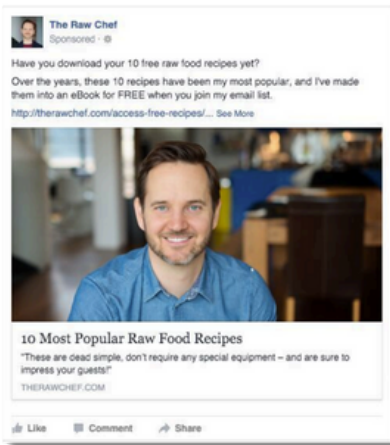 The Raw Chef
Sponsored ·
Have you download your 10 free raw food recipes yet?
Over the years, these 10 recipes have been my most popular, and I've made
them into an eBook for FREE when you join my email list.
http://therawchef.com/access-free-recipes/... See More
10 Most Popular Raw Food Recipes
"These are dead simple, don't require any special equipment – and are sure to
impress your guests!"
THERAWCHEF.COM
Like Comment Share